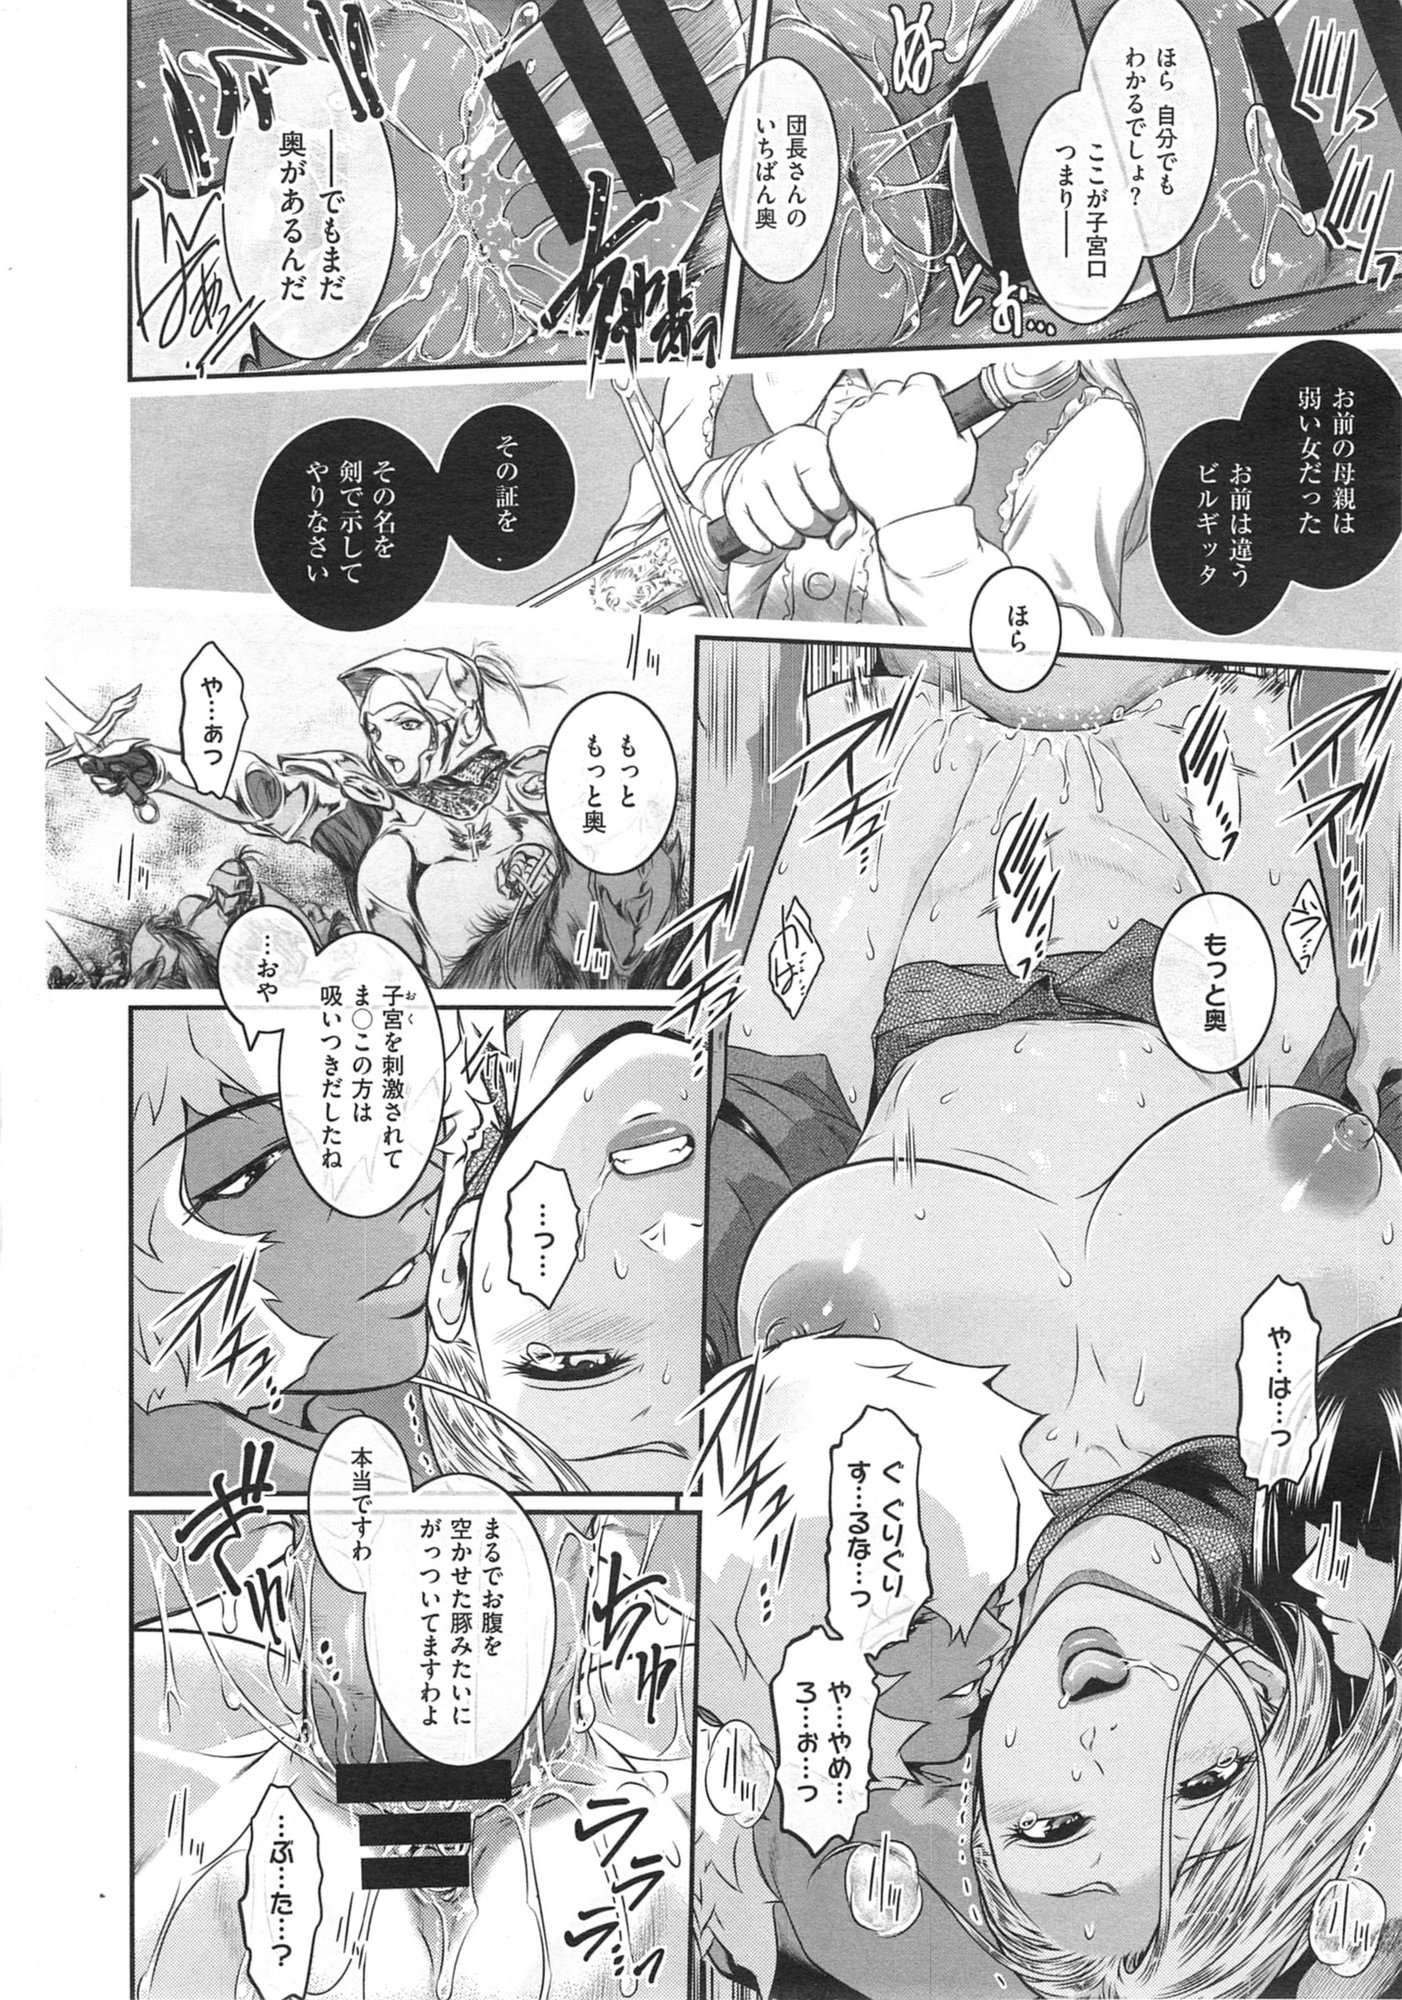 ほら 自分でも
わかるでしょ？
ここが子宮口
つまり――
団長さんの
いちばん奥
ぬ
とお…
――でもまだ
奥があるんだ
お前の母親は
弱い女だった
お前は違う
ビルギッタ
その証を
その名を
剣で示して
やりなさい
ほら
もっと奥
もっと
もっと奥
や…あっ
や…は…っ
ぐ ぐりぐり
す…るな…っ
や…やめ…
ろ…お…っ
…おや
子宮を刺激されて
おく
ま○この方は
吸いつきだしたね
…っ…
本当ですわ
まるでお腹を
空かせた豚みたいに
がっついてますわよ
…ぶ…た…？